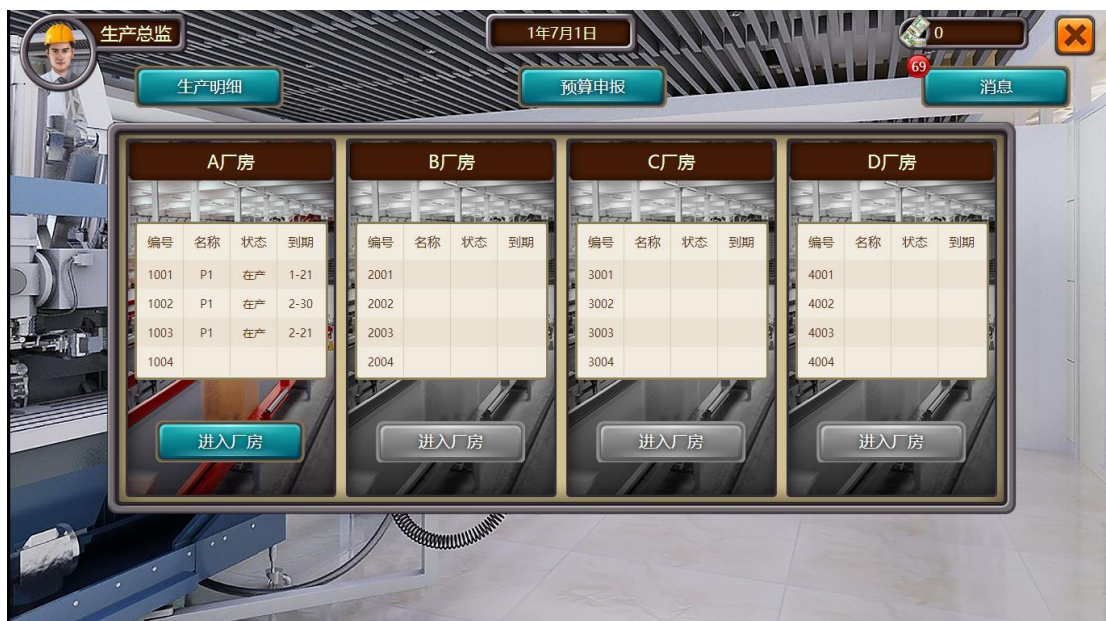 生产总监
1年7月1日
0
生产明细
预算申报
69
消息
A厂房
编号 名称 状态 到期
1001 P1 在产 1-21
1002 P1 在产 2-30
1003 P1 在产 2-21
1004
进入厂房
B厂房
编号 名称 状态 到期
2001
2002
2003
2004
进入厂房
C厂房
编号 名称 状态 到期
3001
3002
3003
3004
进入厂房
D厂房
编号 名称 状态 到期
4001
4002
4003
4004
进入厂房